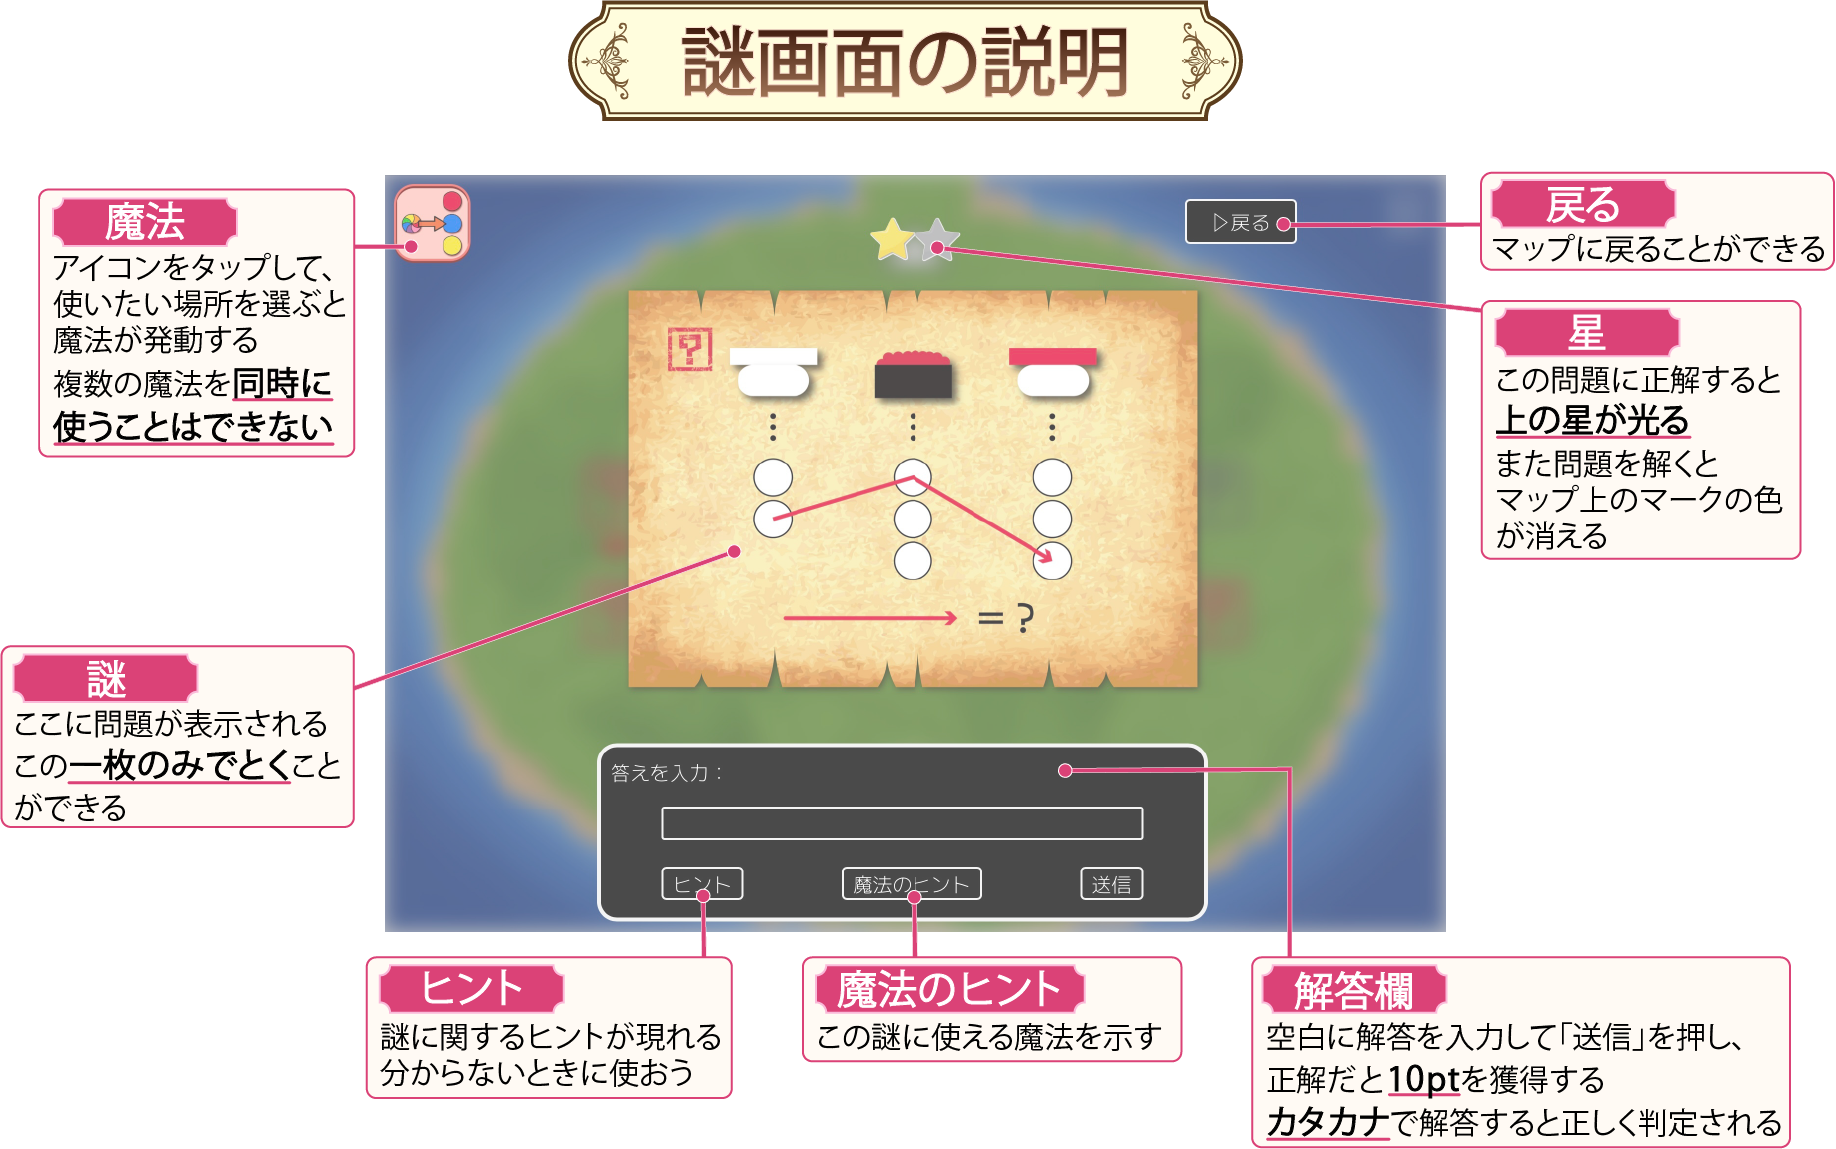 謎画面の説明
魔法
アイコンをタップして、
使いたい場所を選ぶと
魔法が発動する
複数の魔法を同時に
使うことはできない
▷戻る
戻る
マップに戻ることができる
星
この問題に正解すると
上の星が光る
また問題を解くと
マップ上のマークの色
が消える
?
= ?
謎
ここに問題が表示される
この一枚のみでとくこと
ができる
答えを入力：
ヒント
魔法のヒント
送信
ヒント
謎に関するヒントが現れる
分からないときに使おう
魔法のヒント
この謎に使える魔法を示す
解答欄
空白に解答を入力して「送信」を押し、
正解だと10ptを獲得する
カタカナで解答すると正しく判定される